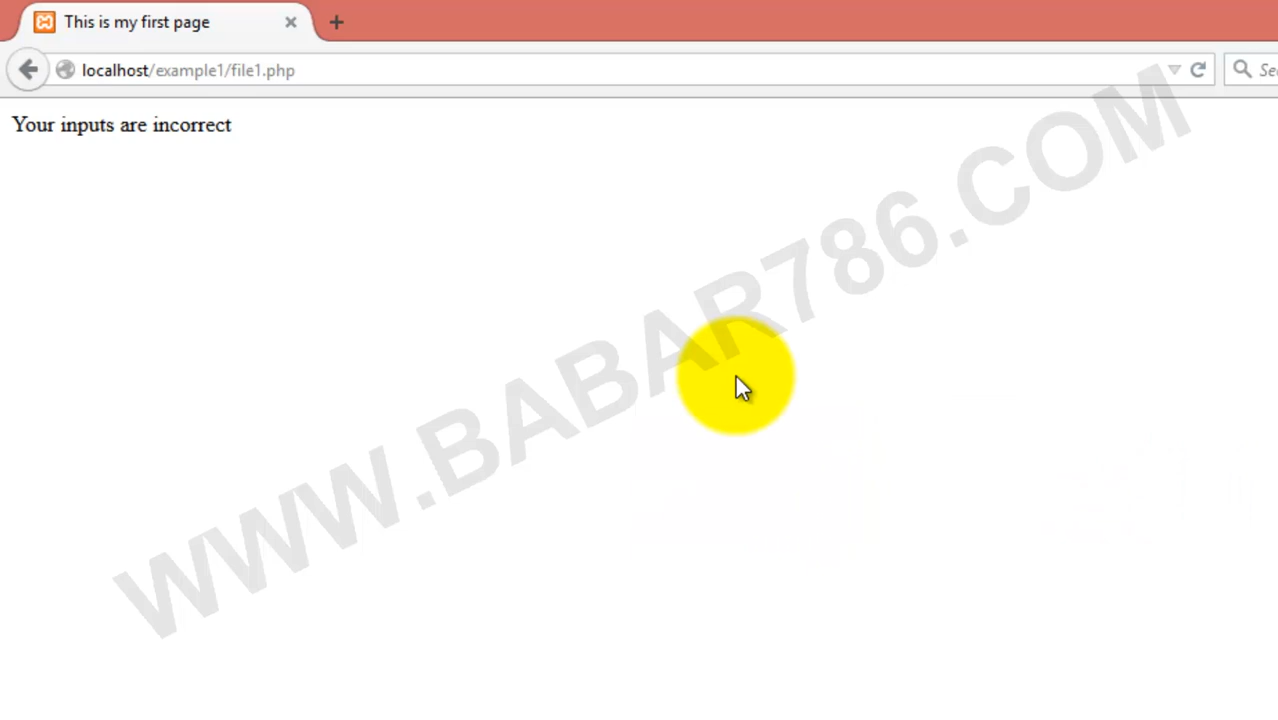 This is my first page
localhost/example1/file1.php
Your inputs are incorrect
WWW.BABAR786.COM